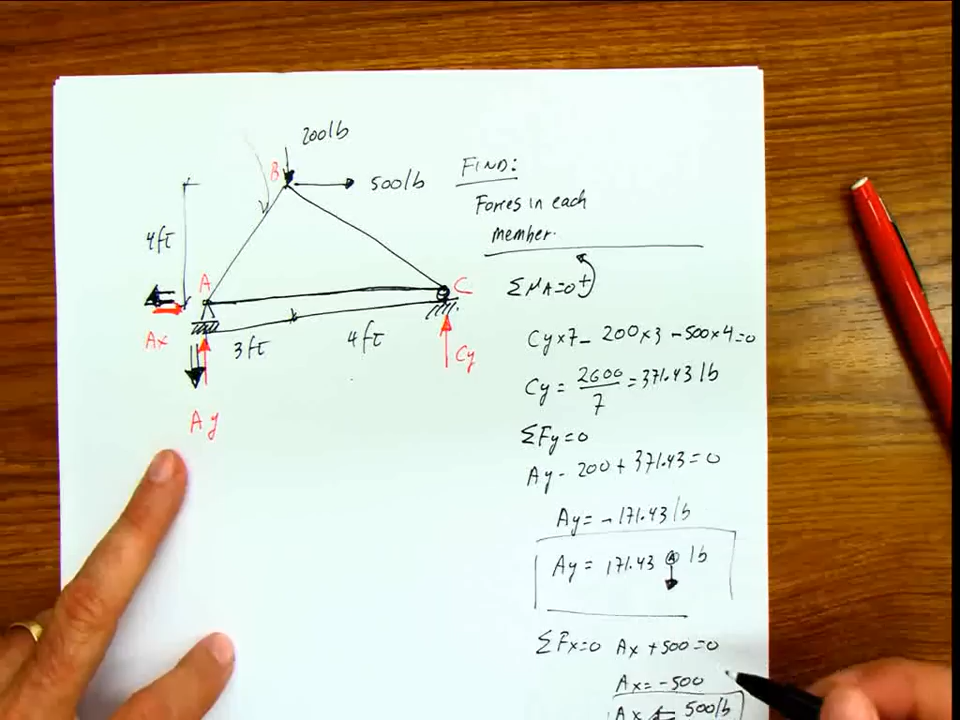 200lb
B
500lb
4ft
A
C
Ax
3ft
4ft
Cy
Ay
FIND:
Forces in each
member.
ΣMA=0+
Cy×7- 200×3 -500×4=0
Cy= 2600/7 =371.43 lb
ΣFy=0
Ay- 200+371.43=0
Ay= -171.43 lb
Ay= 171.43 lb
ΣFx=0 Ax +500=0
Ax= -500
Ax 500lb